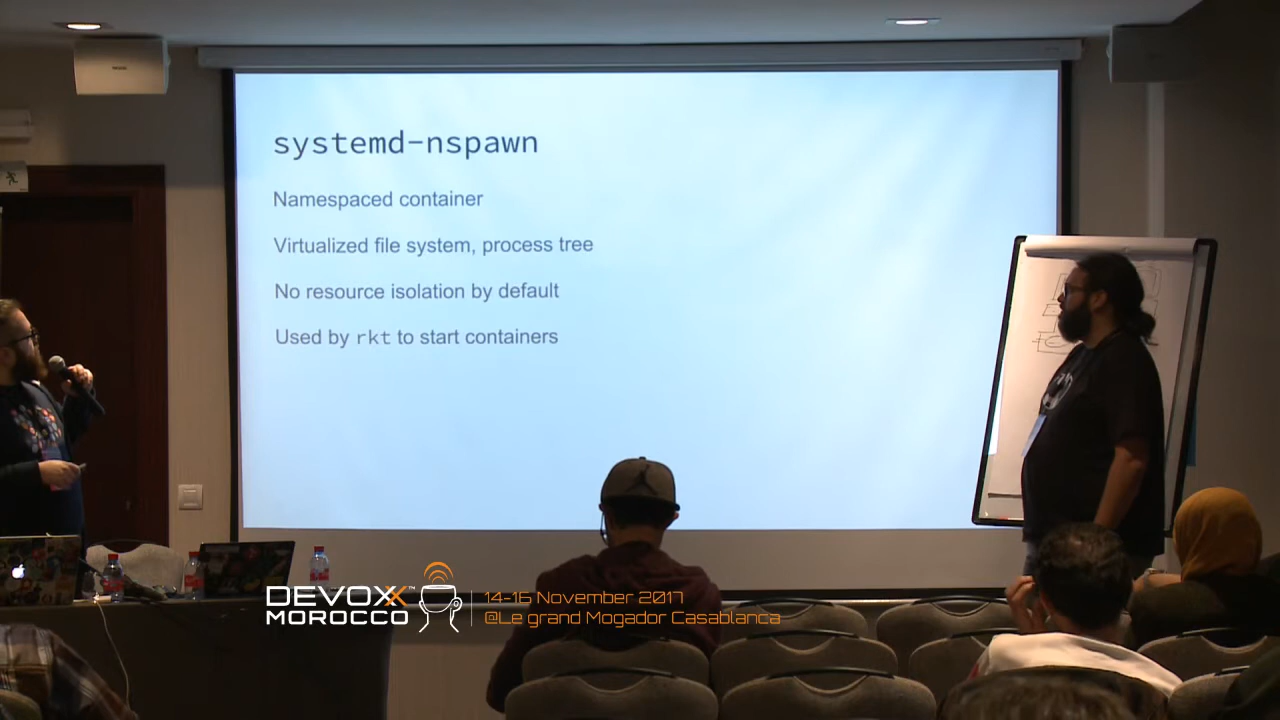 systemd-nspawn
Namespaced container
Virtualized file system, process tree
No resource isolation by default
Used by rkt to start containers
DEVOXX™
MOROCCO
14-16 November 2017
@Le grand Mogador Casablanca